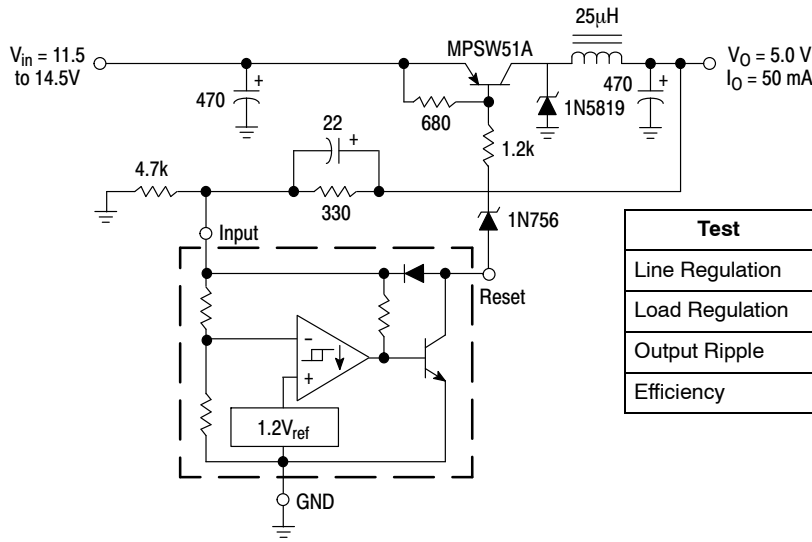 25μH
MPSW51A
Vin = 11.5
to 14.5V
VO = 5.0 V
IO = 50 mA
+
470
680
+
470
1N5819
22
+
1.2k
4.7k
330
1N756
Input
Reset
−
+
1.2Vref
GND
Test
Line Regulation
Load Regulation
Output Ripple
Efficiency